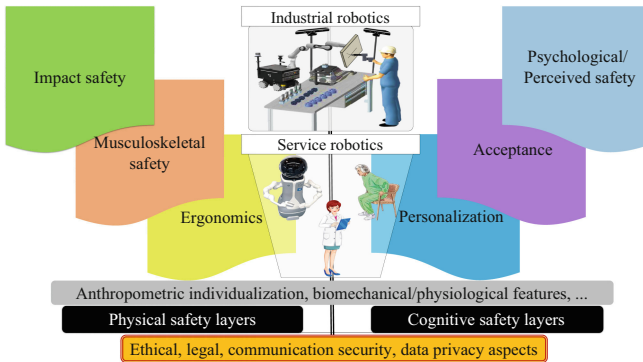 Industrial robotics
Impact safety
Psychological/
Perceived safety
Musculoskeletal
safety
Service robotics
Acceptance
Ergonomics
Personalization
Anthropometric individualization, biomechanical/physiological features, ...
Physical safety layers
Cognitive safety layers
Ethical, legal, communication security, data privacy aspects